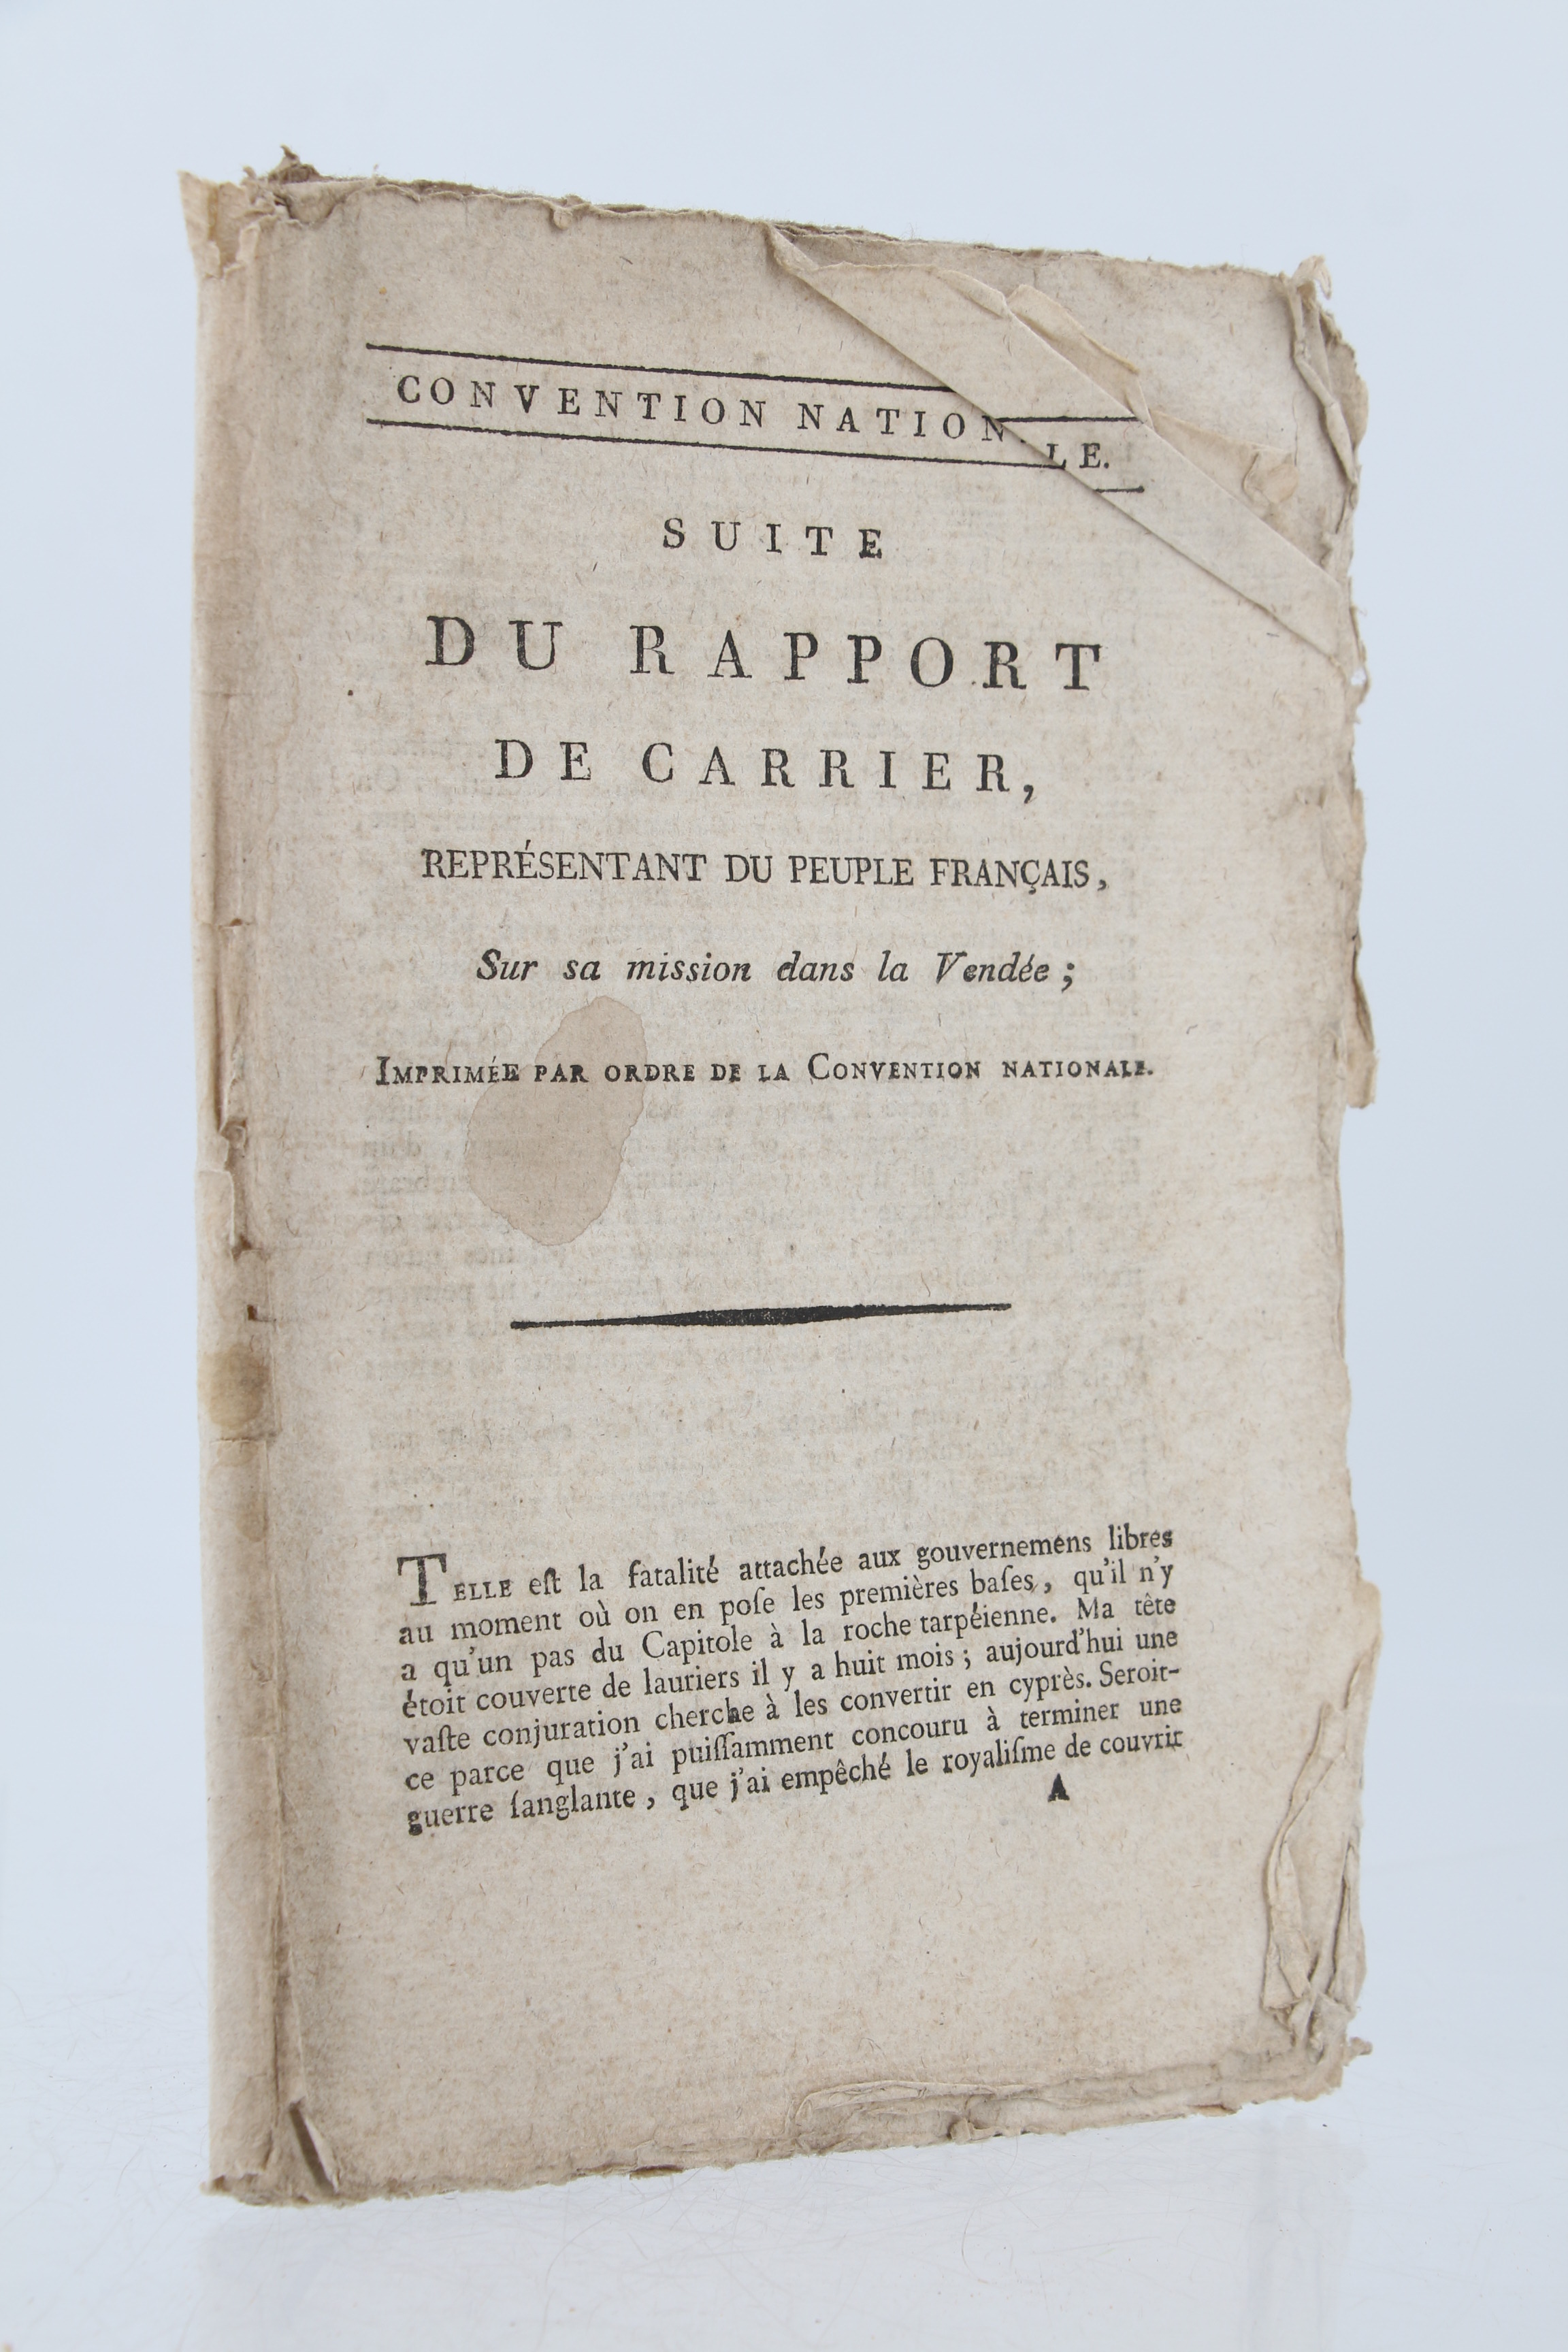 CONVENTION NATIONALE.
SUITE
DU RAPPORT
DE CARRIER,
REPRÉSENTANT DU PEUPLE FRANÇAIS,
Sur sa mission dans la Vendée ;
IMPRIMÉE PAR ORDRE DE LA CONVENTION NATIONALE.
TELLE eſt la fatalité attachée aux gouvernemens libres
au moment où on en poſe les premières baſes, qu'il n'y
a qu'un pas du Capitole à la roche tarpéienne. Ma tête
étoit couverte de lauriers il y a huit mois ; aujourd'hui une
vaſte conjuration cherche à les convertir en cyprès. Seroit-
ce parce que j'ai puiſſamment concouru à terminer une
guerre ſanglante, que j'ai empêché le royaliſme de couvrir
A